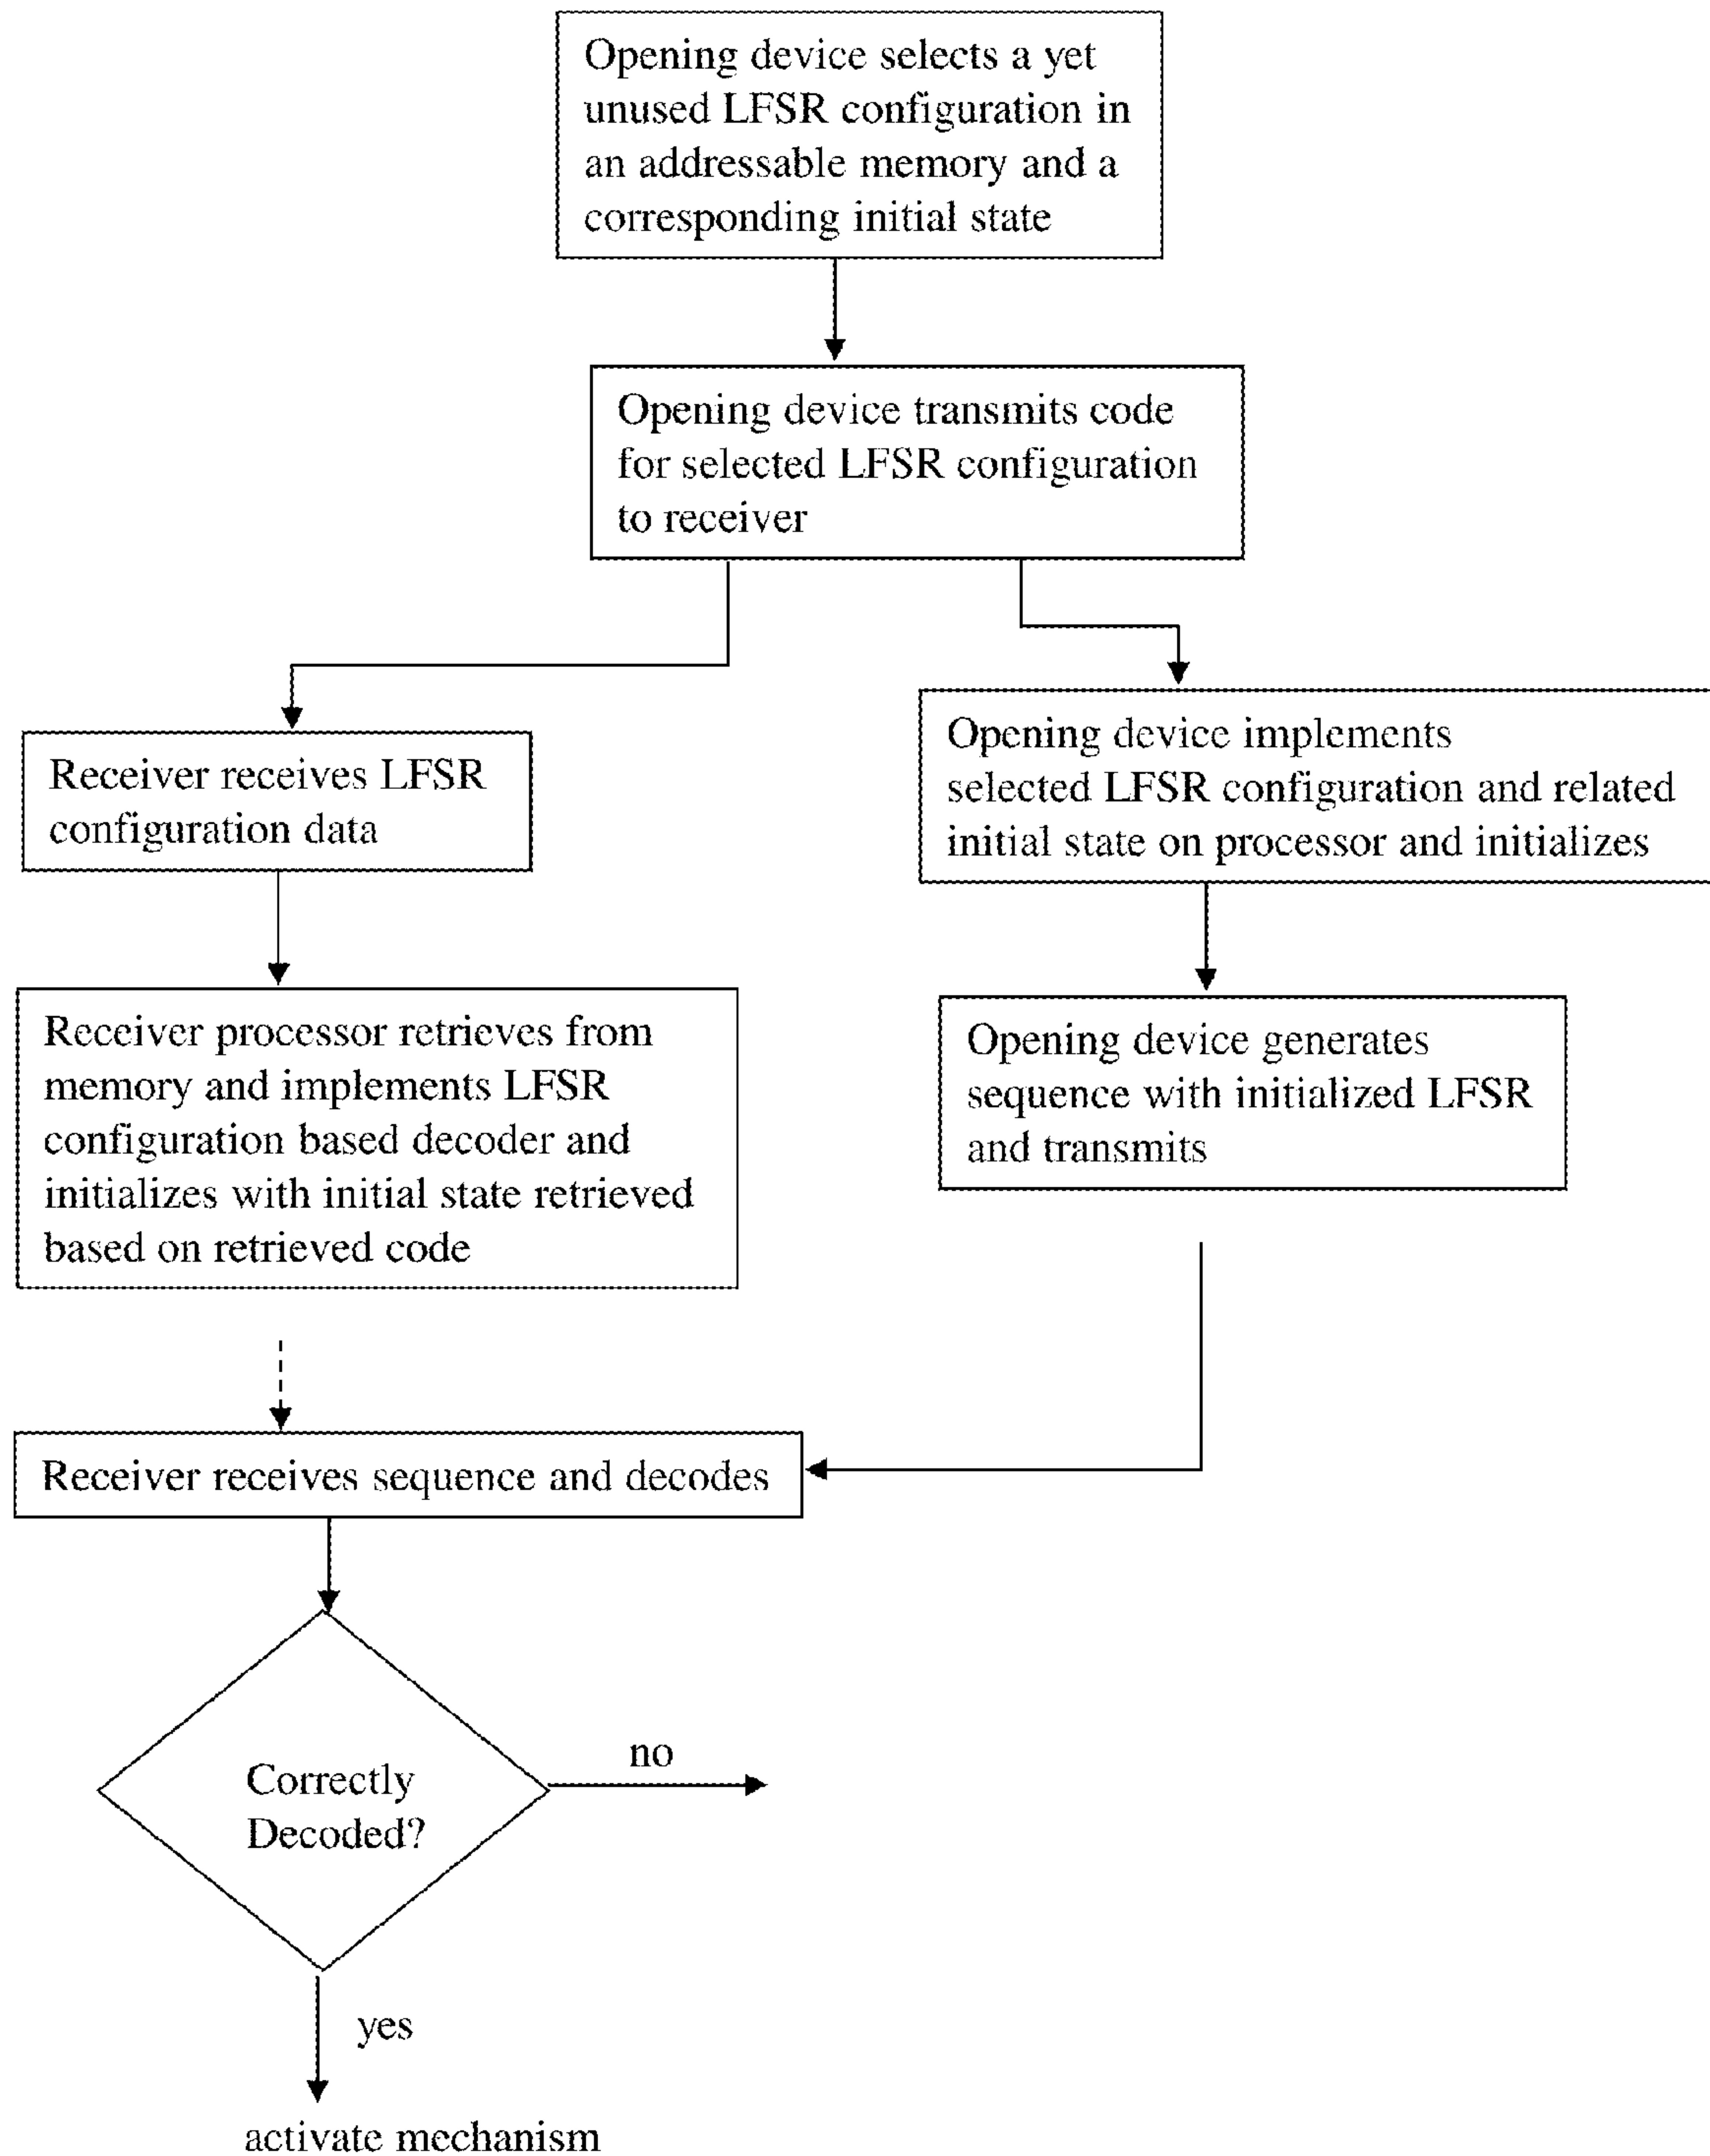 Opening device selects a yet
unused LFSR configuration in
an addressable memory and a
corresponding initial state
Opening device transmits code
for selected LFSR configuration
to receiver
Receiver receives LFSR
configuration data
Opening device implements
selected LFSR configuration and related
initial state on processor and initializes
Receiver processor retrieves from
memory and implements LFSR
configuration based decoder and
initializes with initial state retrieved
based on retrieved code
Opening device generates
sequence with initialized LFSR
and transmits
Receiver receives sequence and decodes
Correctly
Decoded?
no
yes
activate mechanism